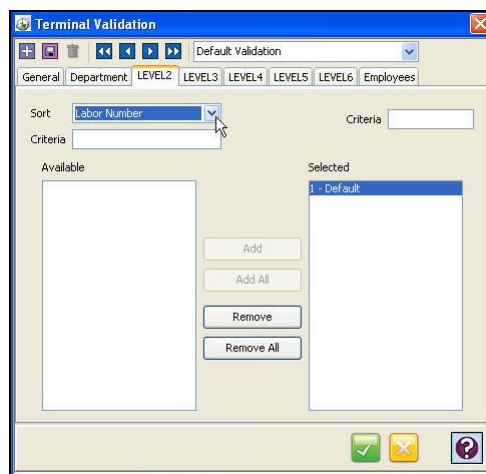 Terminal Validation
Default Validation
General Department LEVEL2 LEVEL3 LEVEL4 LEVEL5 LEVEL6 Employees
Sort Labor Number Criteria
Criteria
Available Selected
1 - Default
Add
Add All
Remove
Remove All
?